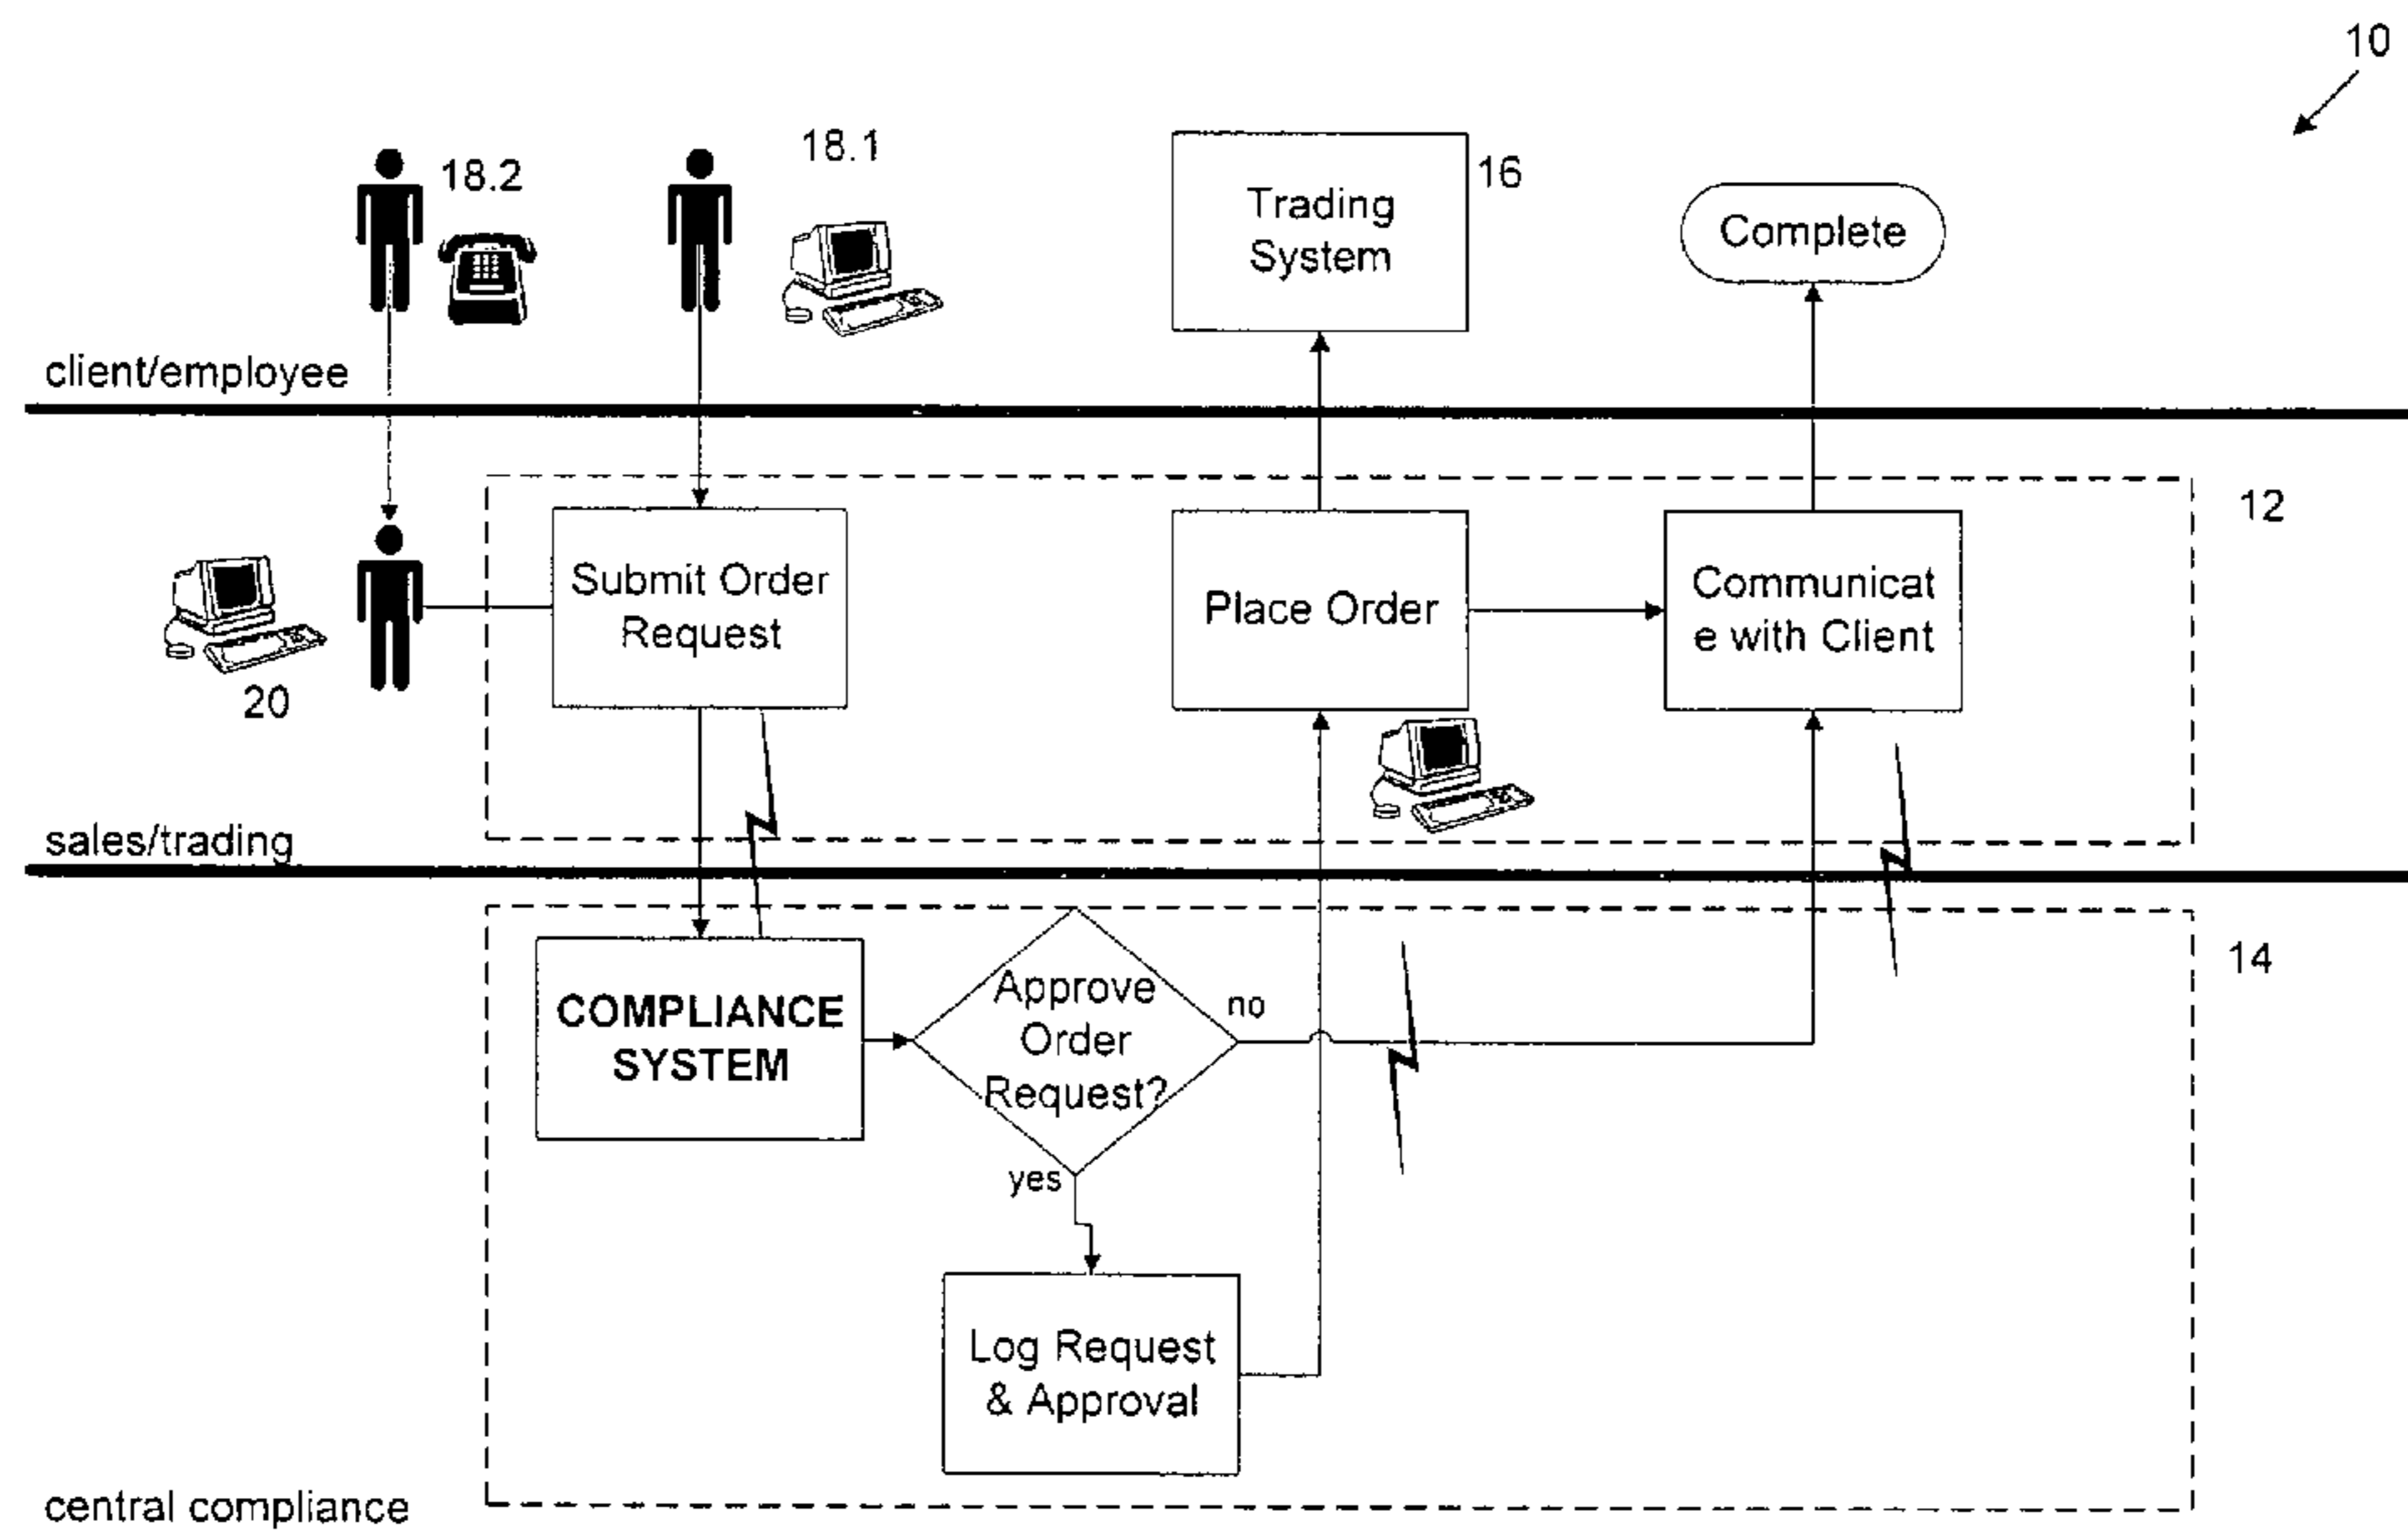 10
18.2
18.1
Trading
System
16
Complete
client/employee
12
Submit Order
Request
Place Order
Communicat
e with Client
20
sales/trading
14
COMPLIANCE
SYSTEM
Approve
Order
Request?
no
yes
Log Request
& Approval
central compliance